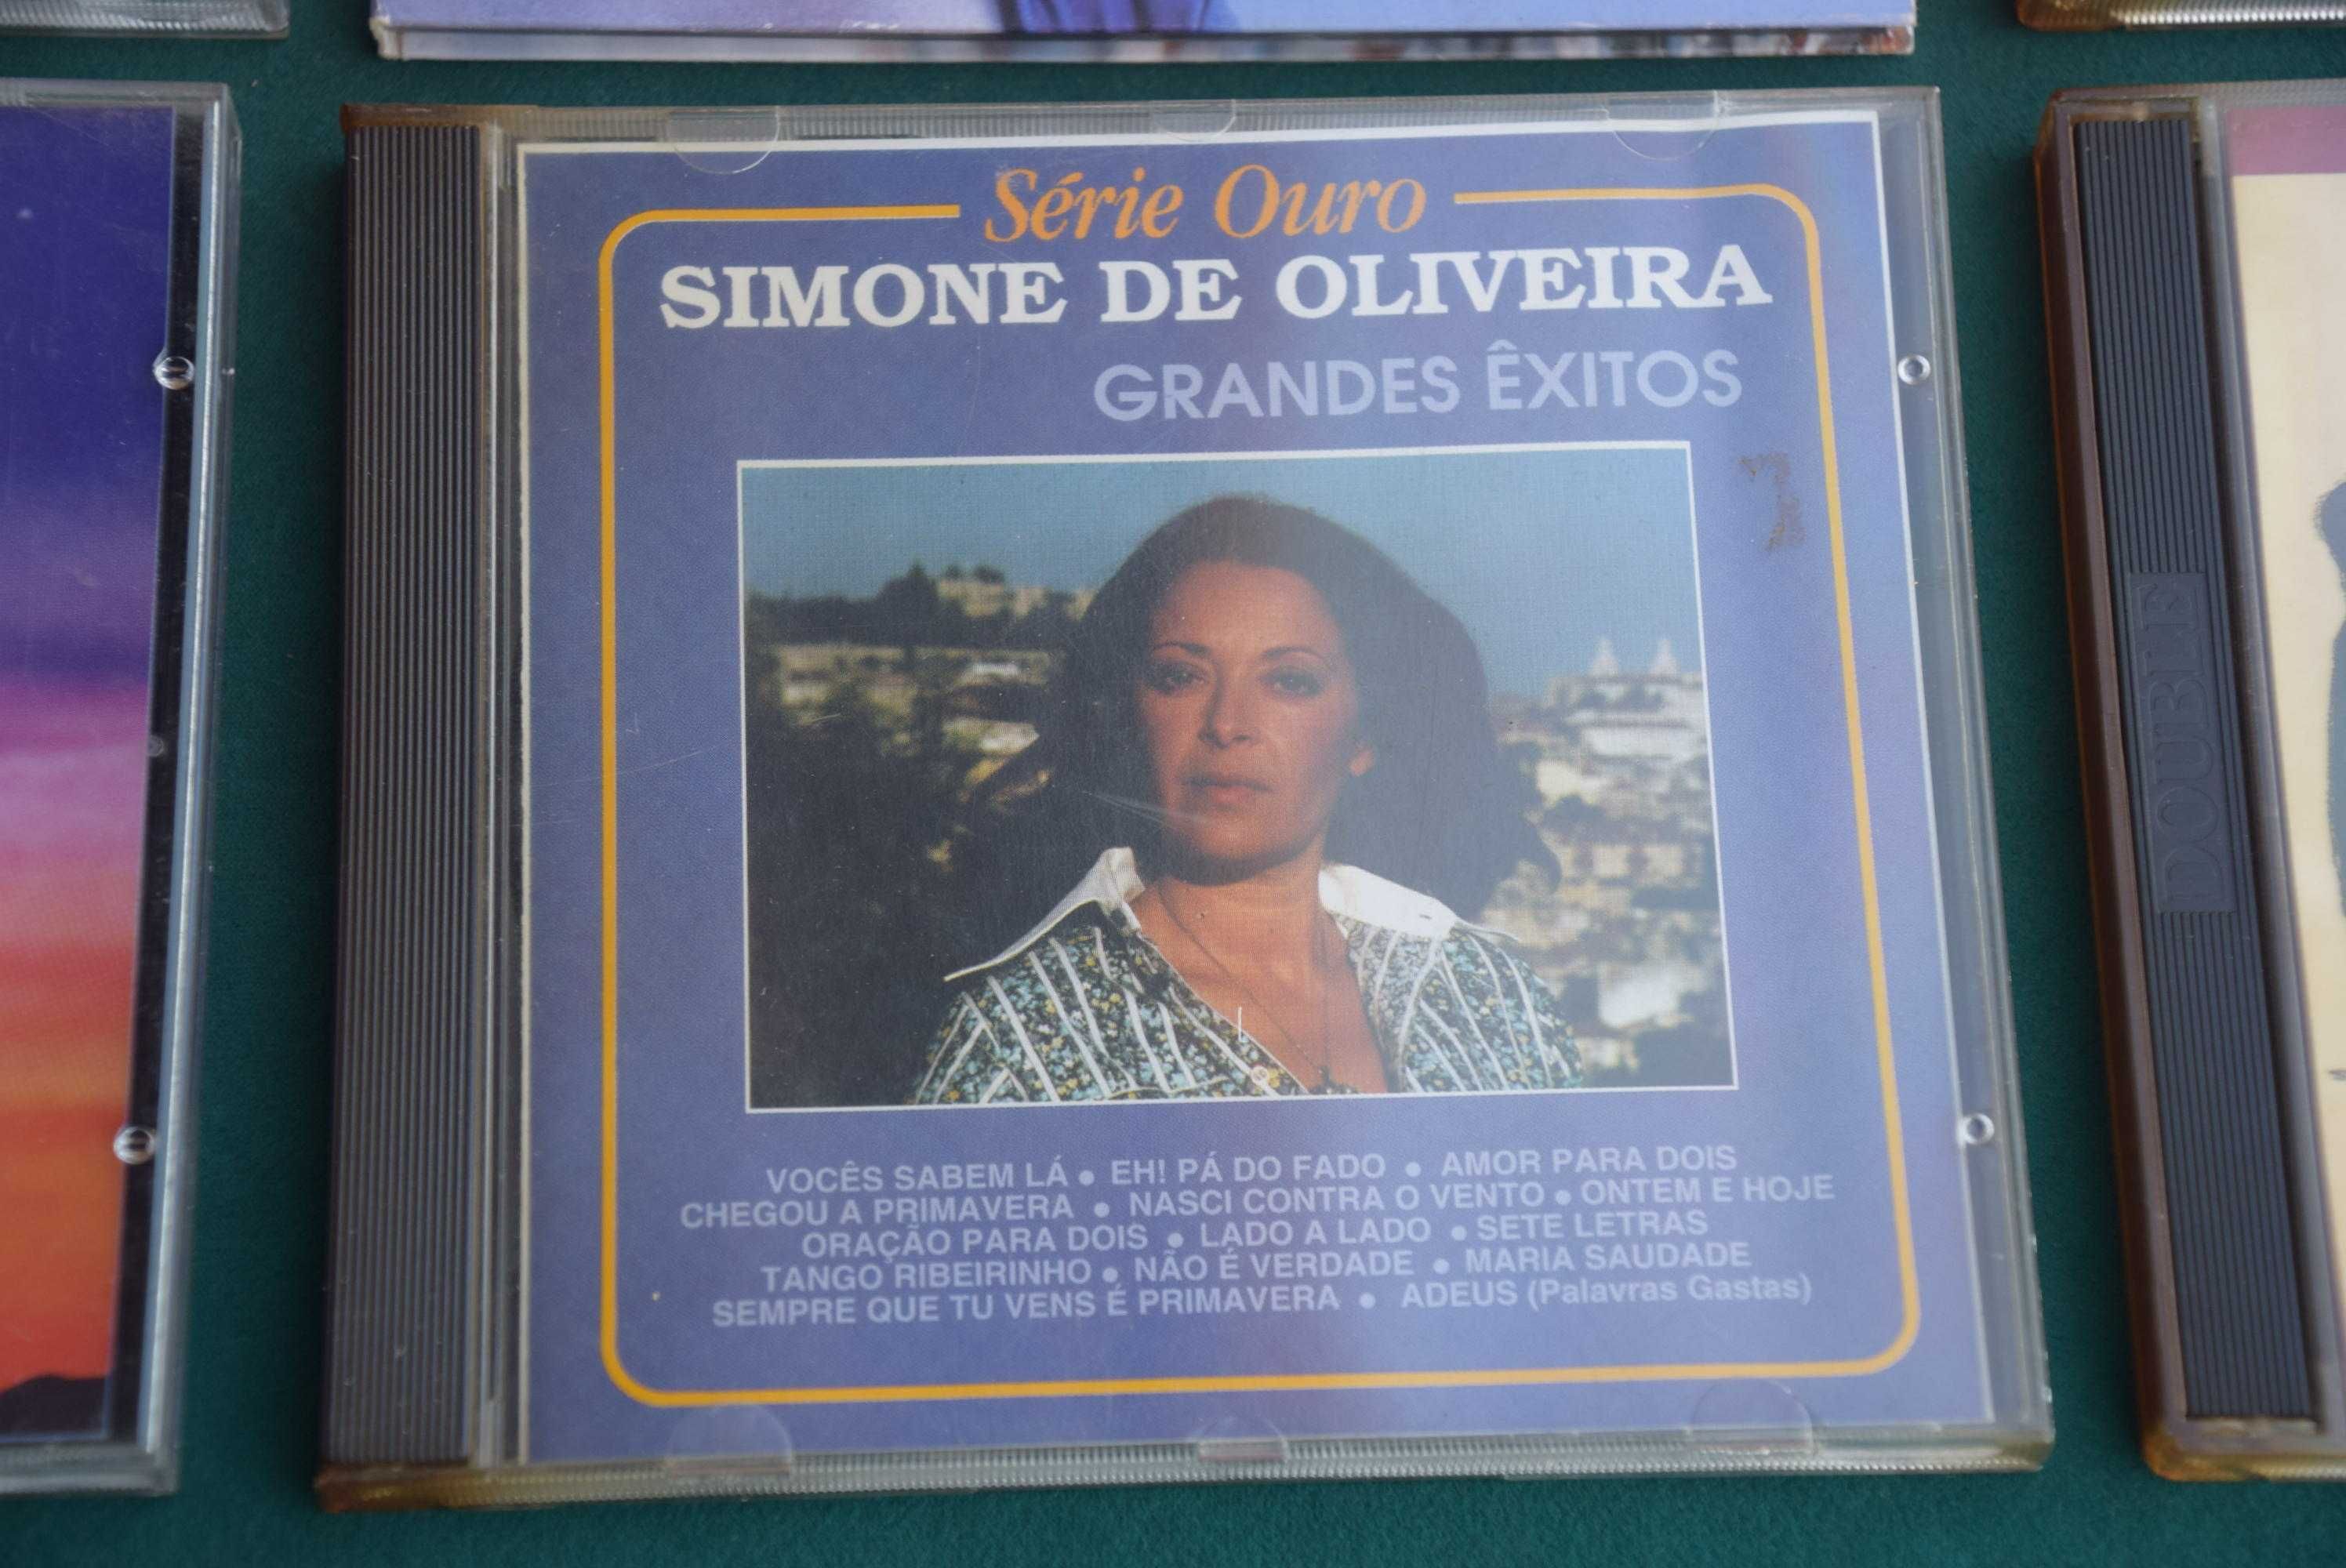 Série Ouro
SIMONE DE OLIVEIRA
GRANDES ÊXITOS
VOCÊS SABEM LÁ • EH! PÁ DO FADO • AMOR PARA DOIS
CHEGOU A PRIMAVERA • NASCI CONTRA O VENTO • ONTEM E HOJE
ORAÇÃO PARA DOIS • LADO A LADO • SETE LETRAS
TANGO RIBEIRINHO • NÃO É VERDADE • MARIA SAUDADE
SEMPRE QUE TU VENS É PRIMAVERA • ADEUS (Palavras Gastas)
DOUBLE